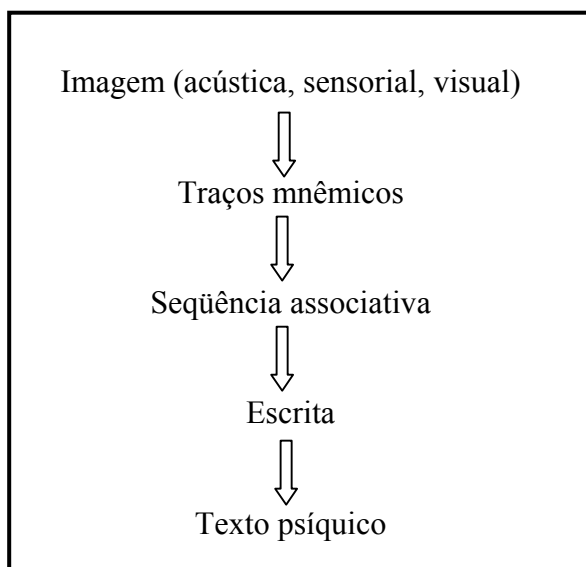 Imagem (acústica, sensorial, visual)
Traços mnêmicos
Seqüência associativa
Escrita
Texto psíquico